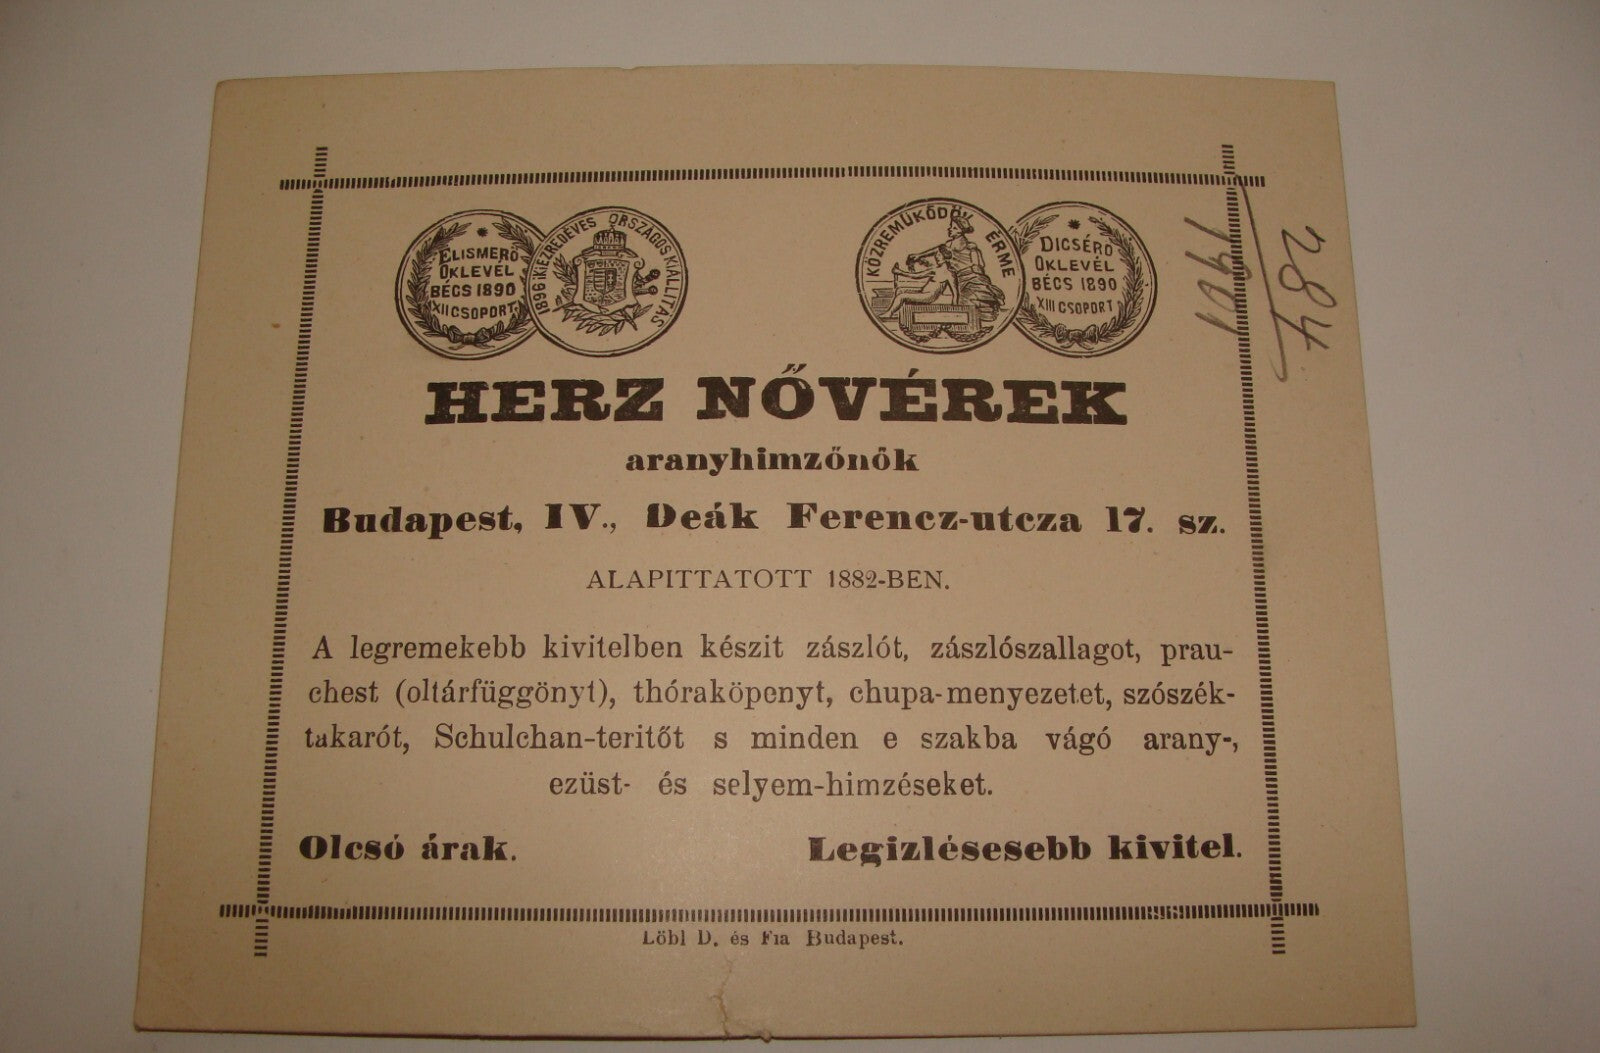 ELISMERŐ
OKLEVÉL
BÉCS 1890
XII CSOPORT
1896 IKI EZREDÉVES ORSZÁGOS KIÁLLITÁS
KÖZREMŰKÖDŐK ÉRME
DICSÉRŐ
OKLEVÉL
BÉCS 1890
XIII CSOPORT
284
1901
HERZ NŐVÉREK
aranyhimzőnők
Budapest, IV., Deák Ferencz-utcza 17. sz.
ALAPITTATOTT 1882-BEN.
A legremekebb kivitelben készit zászlót, zászlószallagot, prau-
chest (oltárfüggönyt), thóraköpenyt, chupa-menyezetet, szószék-
takarót, Schulchan-teritőt s minden e szakba vágó arany-,
ezüst- és selyem-himzéseket.
Olcsó árak. Legizlésesebb kivitel.
Löbl D. és Fia Budapest.